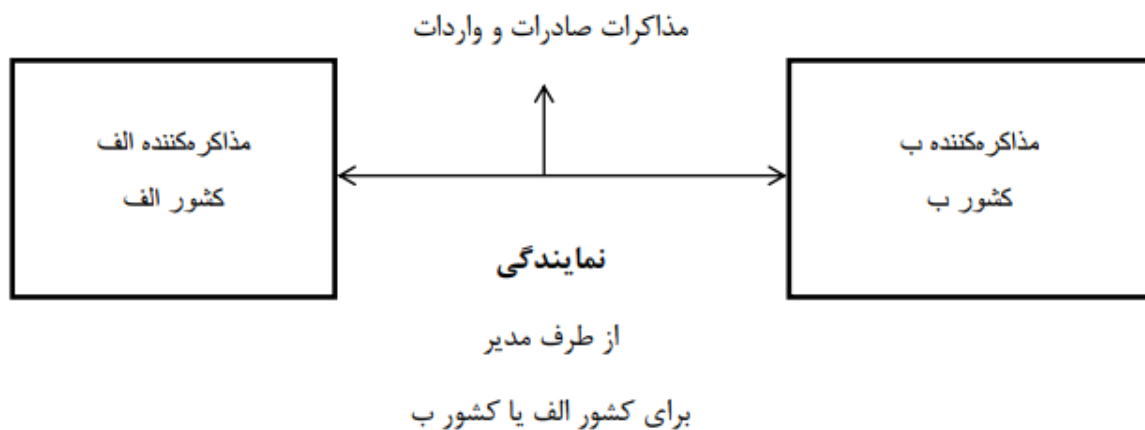 مذاکرات صادرات و واردات
مذاکره‌کننده ب
کشور ب
مذاکره‌کننده الف
کشور الف
نمایندگی
از طرف مدیر
برای کشور الف یا کشور ب